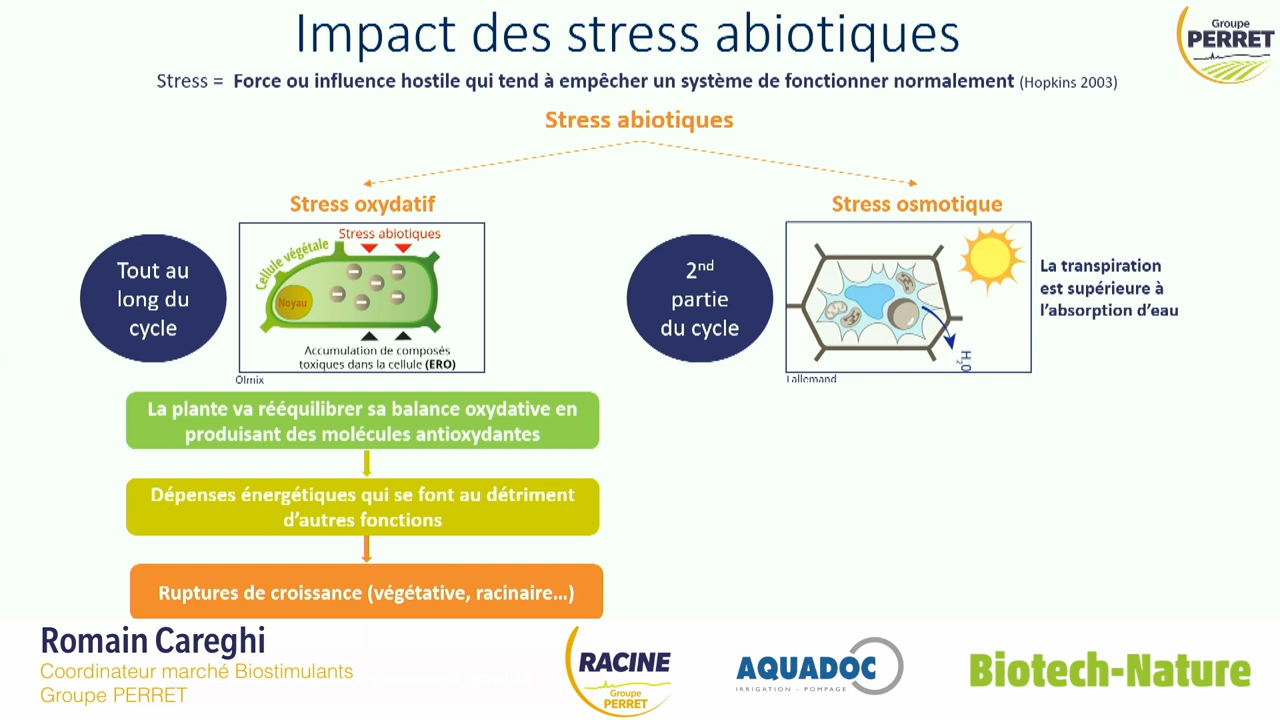 Impact des stress abiotiques
Groupe
PERRET
Stress = Force ou influence hostile qui tend à empêcher un système de fonctionner normalement (Hopkins 2003)
Stress abiotiques
Stress oxydatif
Stress osmotique
Tout au
long du
cycle
Stress abiotiques
Cellule végétale
Noyau
Accumulation de composés
toxiques dans la cellule (ERO)
Olmix
2nd
partie
du cycle
H2O
Lallemand
La transpiration
est supérieure à
l'absorption d'eau
La plante va rééquilibrer sa balance oxydative en
produisant des molécules antioxydantes
Dépenses énergétiques qui se font au détriment
d'autres fonctions
Ruptures de croissance (végétative, racinaire...)
Romain Careghi
Coordinateur marché Biostimulants
Groupe PERRET
RACINE
Groupe
PERRET
AQUADOC
IRRIGATION - POMPAGE
Biotech-Nature